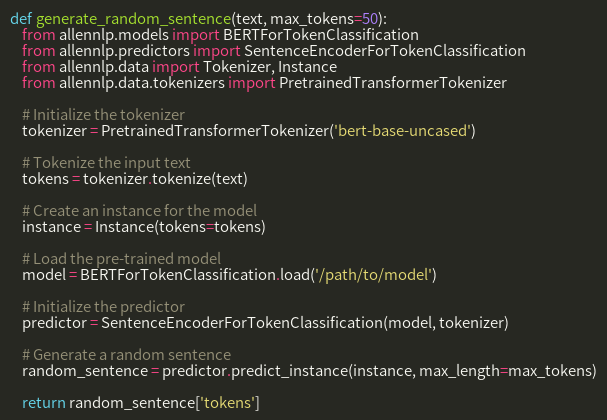 def generate_random_sentence(text, max_tokens=50):
from allennlp.models import BERTForTokenClassification
from allennlp.predictors import SentenceEncoderForTokenClassification
from allennlp.data import Tokenizer, Instance
from allennlp.data.tokenizers import PretrainedTransformerTokenizer
# Initialize the tokenizer
tokenizer = PretrainedTransformerTokenizer('bert-base-uncased')
# Tokenize the input text
tokens = tokenizer.tokenize(text)
# Create an instance for the model
instance = Instance(tokens=tokens)
# Load the pre-trained model
model = BERTForTokenClassification.load('/path/to/model')
# Initialize the predictor
predictor = SentenceEncoderForTokenClassification(model, tokenizer)
# Generate a random sentence
random_sentence = predictor.predict_instance(instance, max_length=max_tokens)
return random_sentence['tokens']